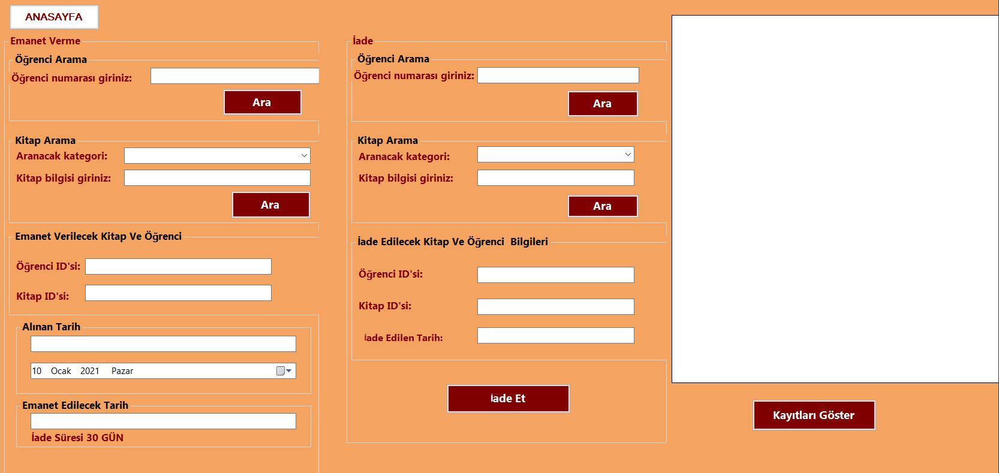 ANASAYFA
Emanet Verme
Öğrenci Arama
Öğrenci numarası giriniz:
Ara
Kitap Arama
Aranacak kategori:
Kitap bilgisi giriniz:
Ara
Emanet Verilecek Kitap Ve Öğrenci
Öğrenci ID'si:
Kitap ID'si:
Alınan Tarih
10 Ocak 2021 Pazar
Emanet Edilecek Tarih
İade Süresi 30 GÜN
İade
Öğrenci Arama
Öğrenci numarası giriniz:
Ara
Kitap Arama
Aranacak kategori:
Kitap bilgisi giriniz:
Ara
İade Edilecek Kitap Ve Öğrenci  Bilgileri
Öğrenci ID'si:
Kitap ID'si:
İade Edilen Tarih:
İade Et
Kayıtları Göster